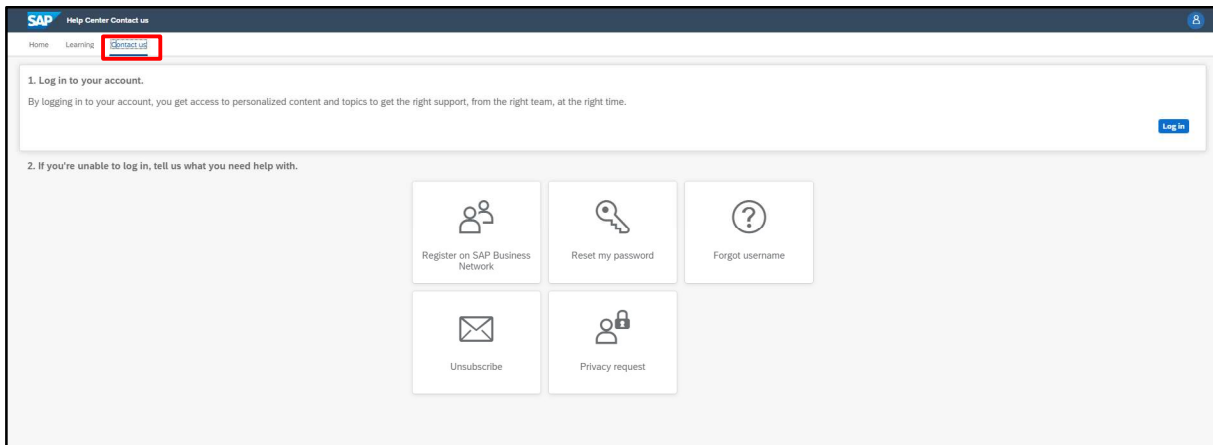 SAP Help Center Contact us
Home Learning Contact us
1. Log in to your account.
By logging in to your account, you get access to personalized content and topics to get the right support, from the right team, at the right time.
Log in
2. If you're unable to log in, tell us what you need help with.
Register on SAP Business
Network
Reset my password
Forgot username
Unsubscribe
Privacy request